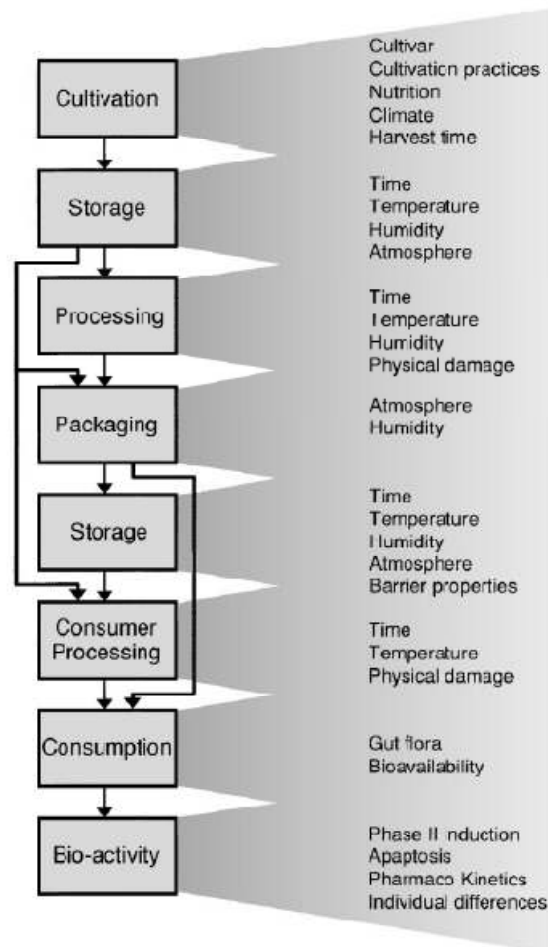 Cultivation
Cultivar
Cultivation practices
Nutrition
Climate
Harvest time
Storage
Time
Temperature
Humidity
Atmosphere
Processing
Time
Temperature
Humidity
Physical damage
Packaging
Atmosphere
Humidity
Storage
Time
Temperature
Humidity
Atmosphere
Barrier properties
Consumer
Processing
Time
Temperature
Physical damage
Consumption
Gut flora
Bioavailability
Bio-activity
Phase II induction
Apaptosis
Pharmaco Kinetics
Individual differences